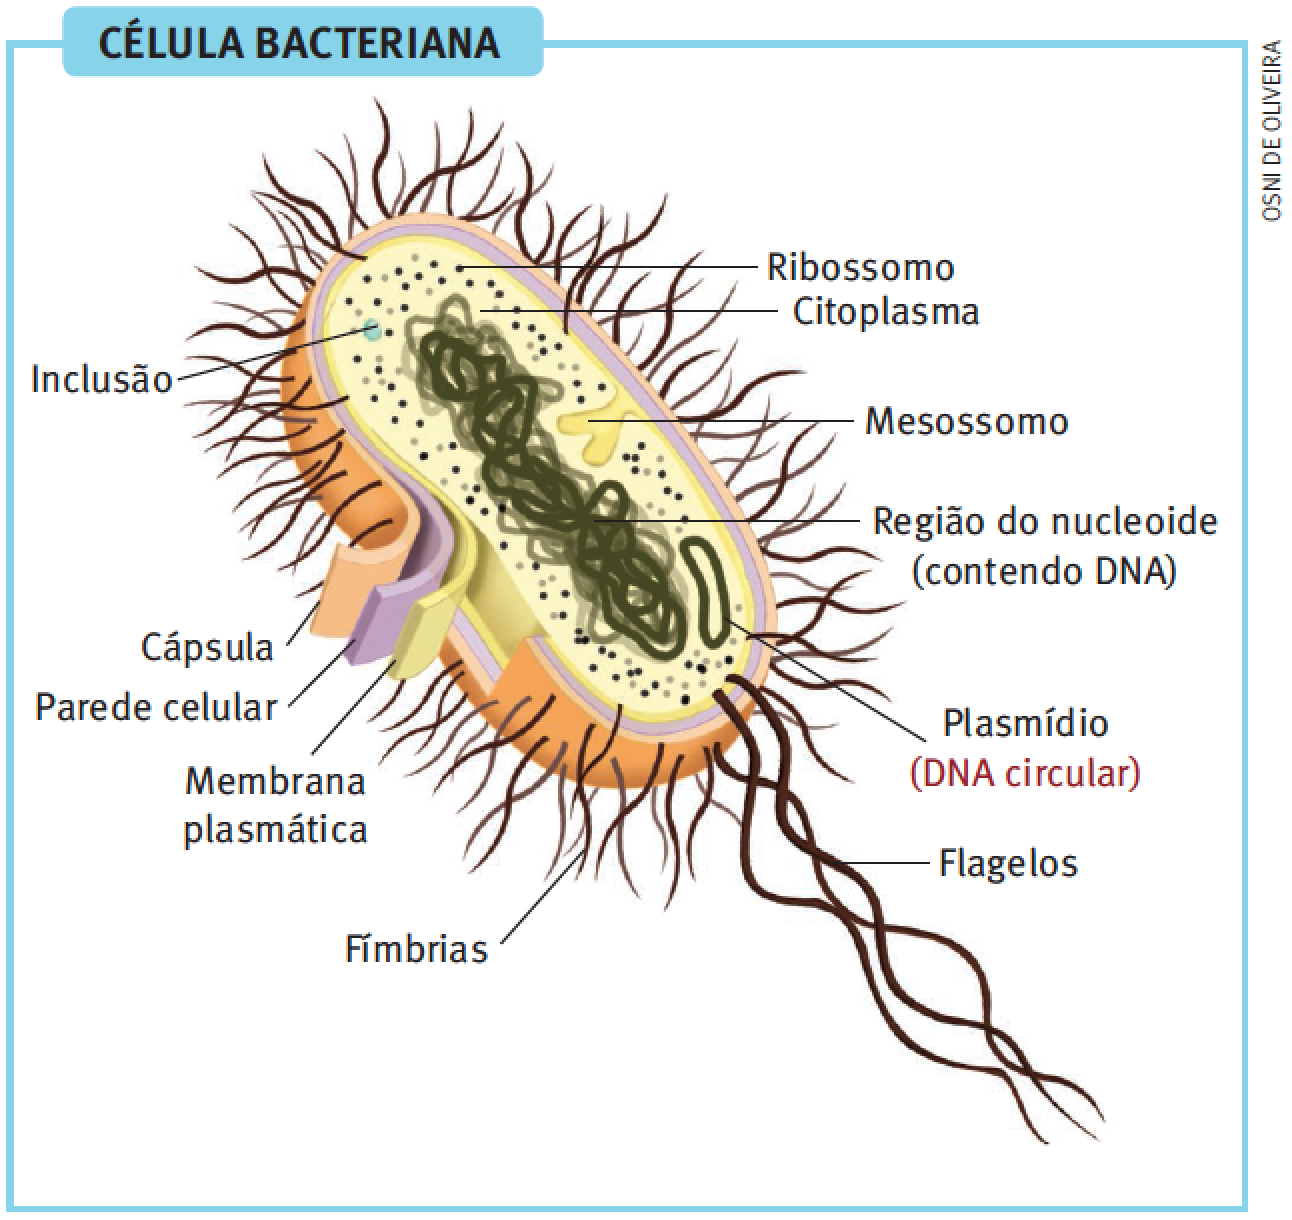 CÉLULA BACTERIANA
OSNI DE OLIVEIRA
Ribossomo
Citoplasma
Inclusão
Mesossomo
Região do nucleoide
(contendo DNA)
Cápsula
Parede celular
Membrana
plasmática
Plasmídio
(DNA circular)
Flagelos
Fímbrias